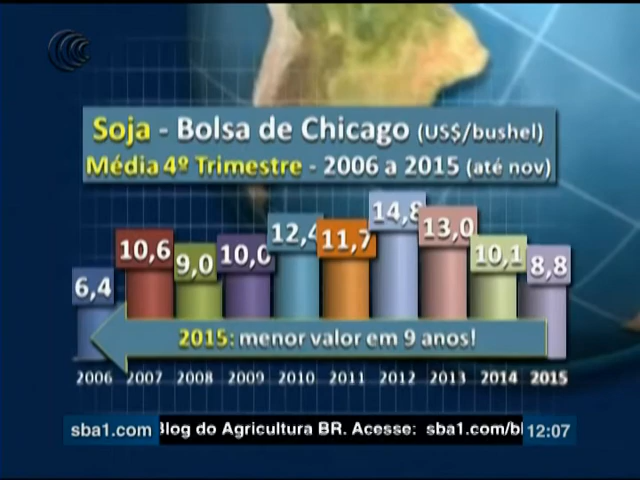 Soja - Bolsa de Chicago (US$/bushel)
Média 4º Trimestre - 2006 a 2015 (até nov)
6,4 10,6 9,0 10,0 12,4 11,7 14,8 13,0 10,1 8,8
2015: menor valor em 9 anos!
2006 2007 2008 2009 2010 2011 2012 2013 2014 2015
sba1.com Blog do Agricultura BR. Acesse: sba1.com/bl 12:07